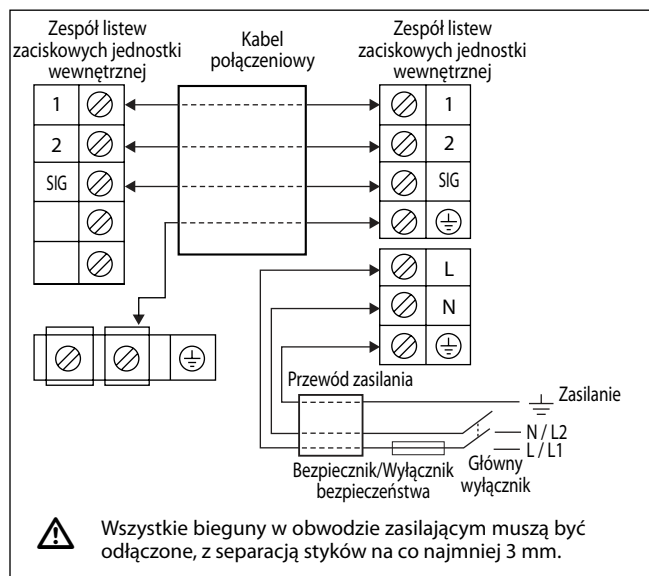 Zespół listew
zaciskowych jednostki
wewnętrznej
Kabel
połączeniowy
Zespół listew
zaciskowych jednostki
wewnętrznej
1
2
SIG
1
2
SIG
L
N
Przewód zasilania
Zasilanie
N / L2
L / L1
Główny
wyłącznik
Bezpiecznik/Wyłącznik
bezpieczeństwa
Wszystkie bieguny w obwodzie zasilającym muszą być
odłączone, z separacją styków na co najmniej 3 mm.